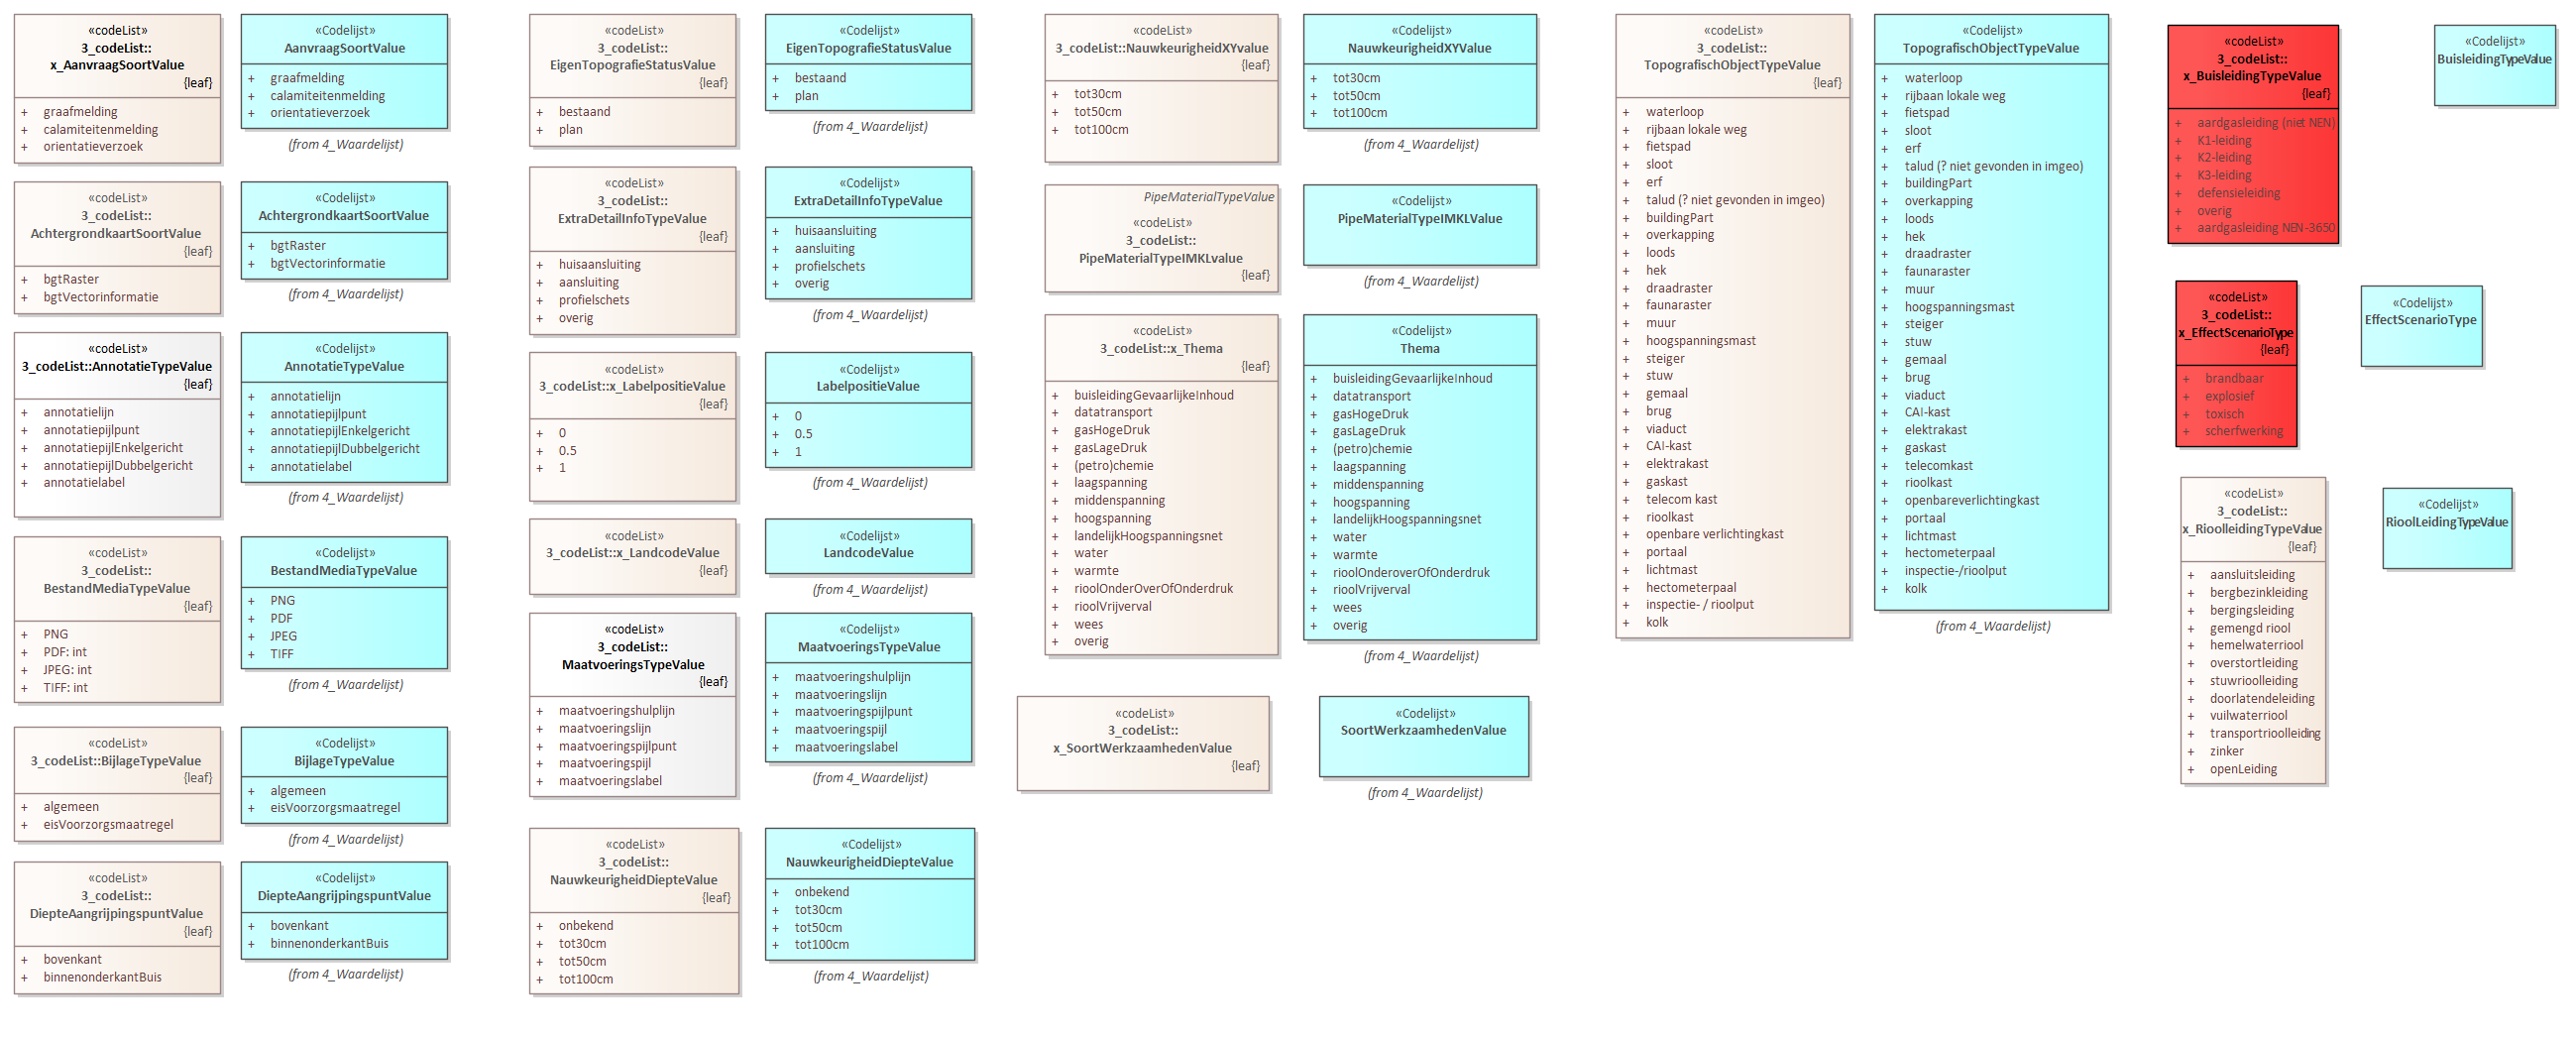 «codeList»
3_codeList::
x_AanvraagSoortValue
{leaf}
+ graafmelding
+ calamiteitenmelding
+ orientatieverzoek
«Codelijst»
AanvraagSoortValue
+ graafmelding
+ calamiteitenmelding
+ orientatieverzoek
(from 4_Waardelijst)
«codeList»
3_codeList::
AchtergrondkaartSoortValue
{leaf}
+ bgtRaster
+ bgtVectorinformatie
«Codelijst»
AchtergrondkaartSoortValue
+ bgtRaster
+ bgtVectorinformatie
(from 4_Waardelijst)
«codeList»
3_codeList::AnnotatieTypeValue
{leaf}
+ annotatielijn
+ annotatiepijlpunt
+ annotatiepijlEnkelgericht
+ annotatiepijlDubbelgericht
+ annotatielabel
«Codelijst»
AnnotatieTypeValue
+ annotatielijn
+ annotatiepijlpunt
+ annotatiepijlEnkelgericht
+ annotatiepijlDubbelgericht
+ annotatielabel
(from 4_Waardelijst)
«codeList»
3_codeList::
BestandMediaTypeValue
{leaf}
+ PNG
+ PDF: int
+ JPEG: int
+ TIFF: int
«Codelijst»
BestandMediaTypeValue
+ PNG
+ PDF
+ JPEG
+ TIFF
(from 4_Waardelijst)
«codeList»
3_codeList::BijlageTypeValue
{leaf}
+ algemeen
+ eisVoorzorgsmaatregel
«Codelijst»
BijlageTypeValue
+ algemeen
+ eisVoorzorgsmaatregel
(from 4_Waardelijst)
«codeList»
3_codeList::
DiepteAangrijpingspuntValue
{leaf}
+ bovenkant
+ binnenonderkantBuis
«Codelijst»
DiepteAangrijpingspuntValue
+ bovenkant
+ binnenonderkantBuis
(from 4_Waardelijst)
«codeList»
3_codeList::
EigenTopografieStatusValue
{leaf}
+ bestaand
+ plan
«Codelijst»
EigenTopografieStatusValue
+ bestaand
+ plan
(from 4_Waardelijst)
«codeList»
3_codeList::
ExtraDetailInfoTypeValue
{leaf}
+ huisaansluiting
+ aansluiting
+ profielschets
+ overig
«Codelijst»
ExtraDetailInfoTypeValue
+ huisaansluiting
+ aansluiting
+ profielschets
+ overig
(from 4_Waardelijst)
«codeList»
3_codeList::x_LabelpositieValue
{leaf}
+ 0
+ 0.5
+ 1
«Codelijst»
LabelpositieValue
+ 0
+ 0.5
+ 1
(from 4_Waardelijst)
«codeList»
3_codeList::x_LandcodeValue
{leaf}
«Codelijst»
LandcodeValue
(from 4_Waardelijst)
«codeList»
3_codeList::
MaatvoeringsTypeValue
{leaf}
+ maatvoeringshulplijn
+ maatvoeringslijn
+ maatvoeringspijlpunt
+ maatvoeringspijl
+ maatvoeringslabel
«Codelijst»
MaatvoeringsTypeValue
+ maatvoeringshulplijn
+ maatvoeringslijn
+ maatvoeringspijlpunt
+ maatvoeringspijl
+ maatvoeringslabel
(from 4_Waardelijst)
«codeList»
3_codeList::
NauwkeurigheidDiepteValue
{leaf}
+ onbekend
+ tot30cm
+ tot50cm
+ tot100cm
«Codelijst»
NauwkeurigheidDiepteValue
+ onbekend
+ tot30cm
+ tot50cm
+ tot100cm
(from 4_Waardelijst)
«codeList»
3_codeList::NauwkeurigheidXYvalue
{leaf}
+ tot30cm
+ tot50cm
+ tot100cm
«Codelijst»
NauwkeurigheidXYValue
+ tot30cm
+ tot50cm
+ tot100cm
(from 4_Waardelijst)
PipeMaterialTypeValue
«codeList»
3_codeList::
PipeMaterialTypeIMKLvalue
{leaf}
«Codelijst»
PipeMaterialTypeIMKLValue
(from 4_Waardelijst)
«codeList»
3_codeList::x_Thema
{leaf}
+ buisleidingGevaarlijkeInhoud
+ datatransport
+ gasHogeDruk
+ gasLageDruk
+ (petro)chemie
+ laagspanning
+ middenspanning
+ hoogspanning
+ landelijkHoogspanningsnet
+ water
+ warmte
+ rioolOnderOverOfOnderdruk
+ rioolVrijverval
+ wees
+ overig
«Codelijst»
Thema
+ buisleidingGevaarlijkeInhoud
+ datatransport
+ gasHogeDruk
+ gasLageDruk
+ (petro)chemie
+ laagspanning
+ middenspanning
+ hoogspanning
+ landelijkHoogspanningsnet
+ water
+ warmte
+ rioolOnderoverOfOnderdruk
+ rioolVrijverval
+ wees
+ overig
(from 4_Waardelijst)
«codeList»
3_codeList::
x_SoortWerkzaamhedenValue
{leaf}
«Codelijst»
SoortWerkzaamhedenValue
(from 4_Waardelijst)
«codeList»
3_codeList::
TopografischObjectTypeValue
{leaf}
+ waterloop
+ rijbaan lokale weg
+ fietspad
+ sloot
+ erf
+ talud (? niet gevonden in imgeo)
+ buildingPart
+ overkapping
+ loods
+ hek
+ draadraster
+ faunaraster
+ muur
+ hoogspanningsmast
+ steiger
+ stuw
+ gemaal
+ brug
+ viaduct
+ CAI-kast
+ elektrakast
+ gaskast
+ telecom kast
+ rioolkast
+ openbare verlichtingkast
+ portaal
+ lichtmast
+ hectometerpaal
+ inspectie- / rioolput
+ kolk
«Codelijst»
TopografischObjectTypeValue
+ waterloop
+ rijbaan lokale weg
+ fietspad
+ sloot
+ erf
+ talud (? niet gevonden in imgeo)
+ buildingPart
+ overkapping
+ loods
+ hek
+ draadraster
+ faunaraster
+ muur
+ hoogspanningsmast
+ steiger
+ stuw
+ gemaal
+ brug
+ viaduct
+ CAI-kast
+ elektrakast
+ gaskast
+ telecomkast
+ rioolkast
+ openbareverlichtingkast
+ portaal
+ lichtmast
+ hectometerpaal
+ inspectie-/rioolput
+ kolk
(from 4_Waardelijst)
«codeList»
3_codeList::
x_BuisleidingTypeValue
{leaf}
+ aardgasleiding (niet NEN)
+ K1-leiding
+ K2-leiding
+ K3-leiding
+ defensieleiding
+ overig
+ aardgasleiding NEN-3650
«Codelijst»
BuisleidingTypeValue
«codeList»
3_codeList::
x_EffectScenarioType
{leaf}
+ brandbaar
+ explosief
+ toxisch
+ scherfwerking
«Codelijst»
EffectScenarioType
«codeList»
3_codeList::
x_RioolleidingTypeValue
{leaf}
+ aansluitsleiding
+ bergbezinkleiding
+ bergingsleiding
+ gemengd riool
+ hemelwaterriool
+ overstortleiding
+ stuwrioolleiding
+ doorlatendeleiding
+ vuilwaterriool
+ transportrioolleiding
+ zinker
+ openLeiding
«Codelijst»
RioolLeidingTypeValue